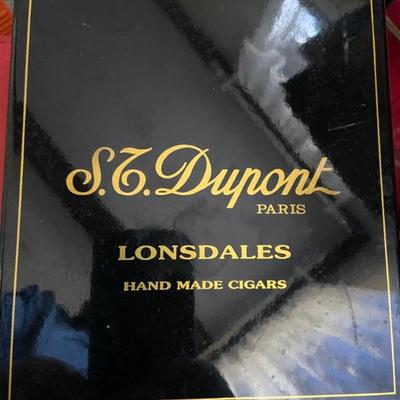 S.T. Dupont
PARIS
LONSDALES
HAND MADE CIGARS